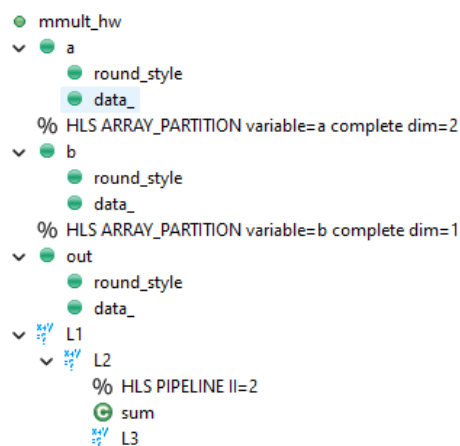 mmult_hw
a
round_style
data_
% HLS ARRAY_PARTITION variable=a complete dim=2
b
round_style
data_
% HLS ARRAY_PARTITION variable=b complete dim=1
out
round_style
data_
L1
L2
% HLS PIPELINE II=2
sum
L3